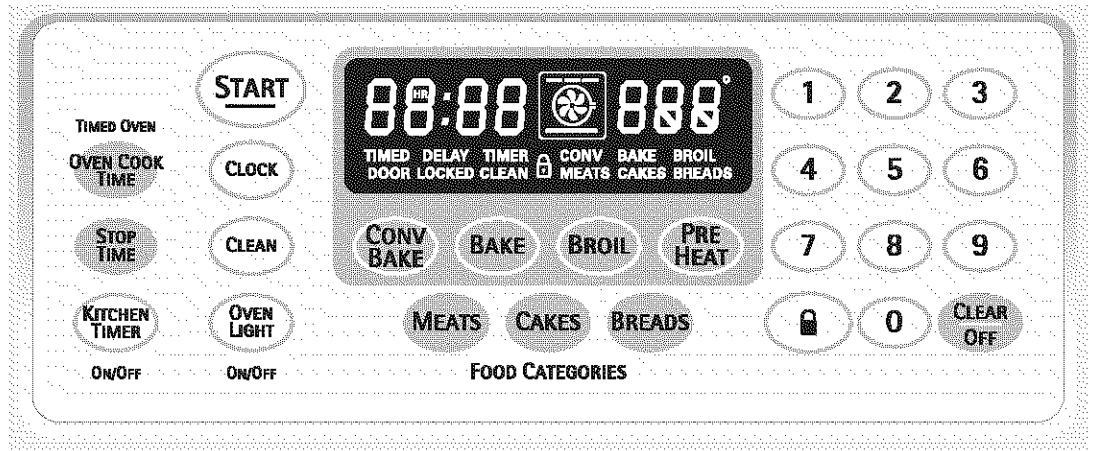 START
TIMED OVEN
OVEN COOK
TIME
CLOCK
STOP
TIME
CLEAN
KITCHEN
TIMER
OVEN
LIGHT
ON/OFF
ON/OFF
88:88
HR
888°
TIMED DELAY TIMER CONV BAKE BROIL
DOOR LOCKED CLEAN MEATS CAKES BREADS
CONV
BAKE
BAKE
BROIL
PRE
HEAT
MEATS
CAKES
BREADS
FOOD CATEGORIES
1
2
3
4
5
6
7
8
9
0
CLEAR
OFF